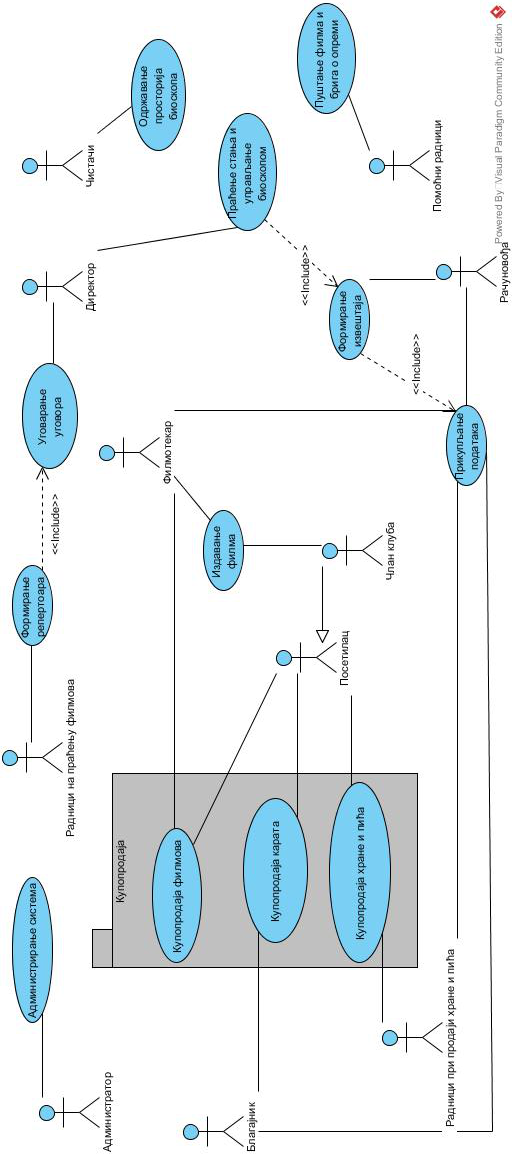 Администратор
Администрирање система
Радници на праћењу филмова
Формирање
репертоара
<<Include>>
Уговарање
уговора
Директор
Чистачи
Одржавање
просторија
биоскопа
Праћење стања и
управљање
биоскопом
Пуштање филма и
брига о опреми
Помоћни радници
<<Include>>
Формирање
извештаја
Рачуновођа
<<Include>>
Прикупљање
података
Филмотекар
Издавање
филма
Члан клуба
Посетилац
Купопродаја
Купопродаја филмова
Купопродаја карата
Купопродаја хране и пића
Благајник
Радници при продаји хране и пића
Powered By Visual Paradigm Community Edition